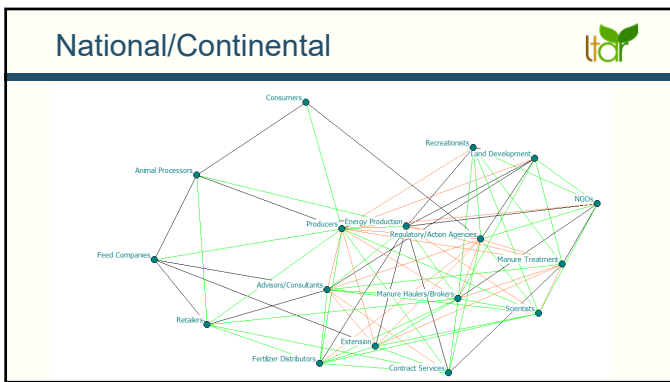 National/Continental
ltar
Consumers
Recreationists
Land Development
Animal Processors
NGOs
Producers
Energy Production
Regulatory/Action Agencies
Feed Companies
Manure Treatment
Advisors/Consultants
Manure Haulers/Brokers
Scientists
Retailers
Extension
Fertilizer Distributors
Contract Services